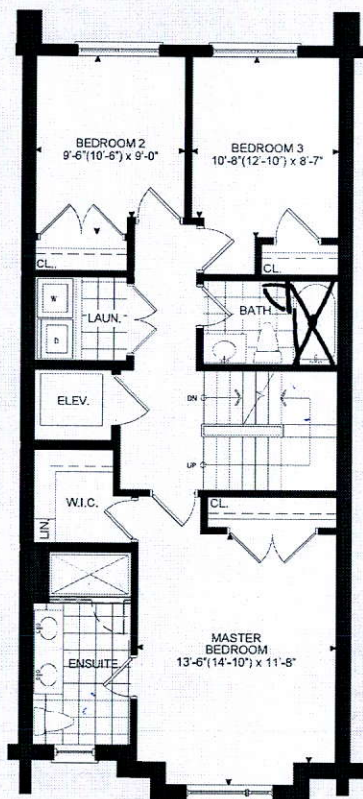 BEDROOM 2
9'-6"(10'-6") x 9'-0"
BEDROOM 3
10'-8"(12'-10") x 8'-7"
CL.
CL.
W
D
LAUN.
BATH
ELEV.
DN
UP
W.I.C.
LIN.
CL.
MASTER
BEDROOM
13'-6"(14'-10") x 11'-8"
ENSUITE